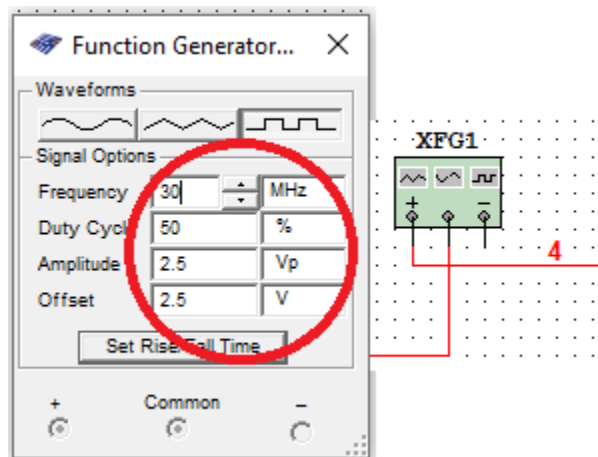 Function Generator...
Waveforms
Signal Options
Frequency 30 MHz
Duty Cycl 50 %
Amplitude 2.5 Vp
Offset 2.5 V
Set Rise/Fall Time
+ Common −
XFG1
+ −
4